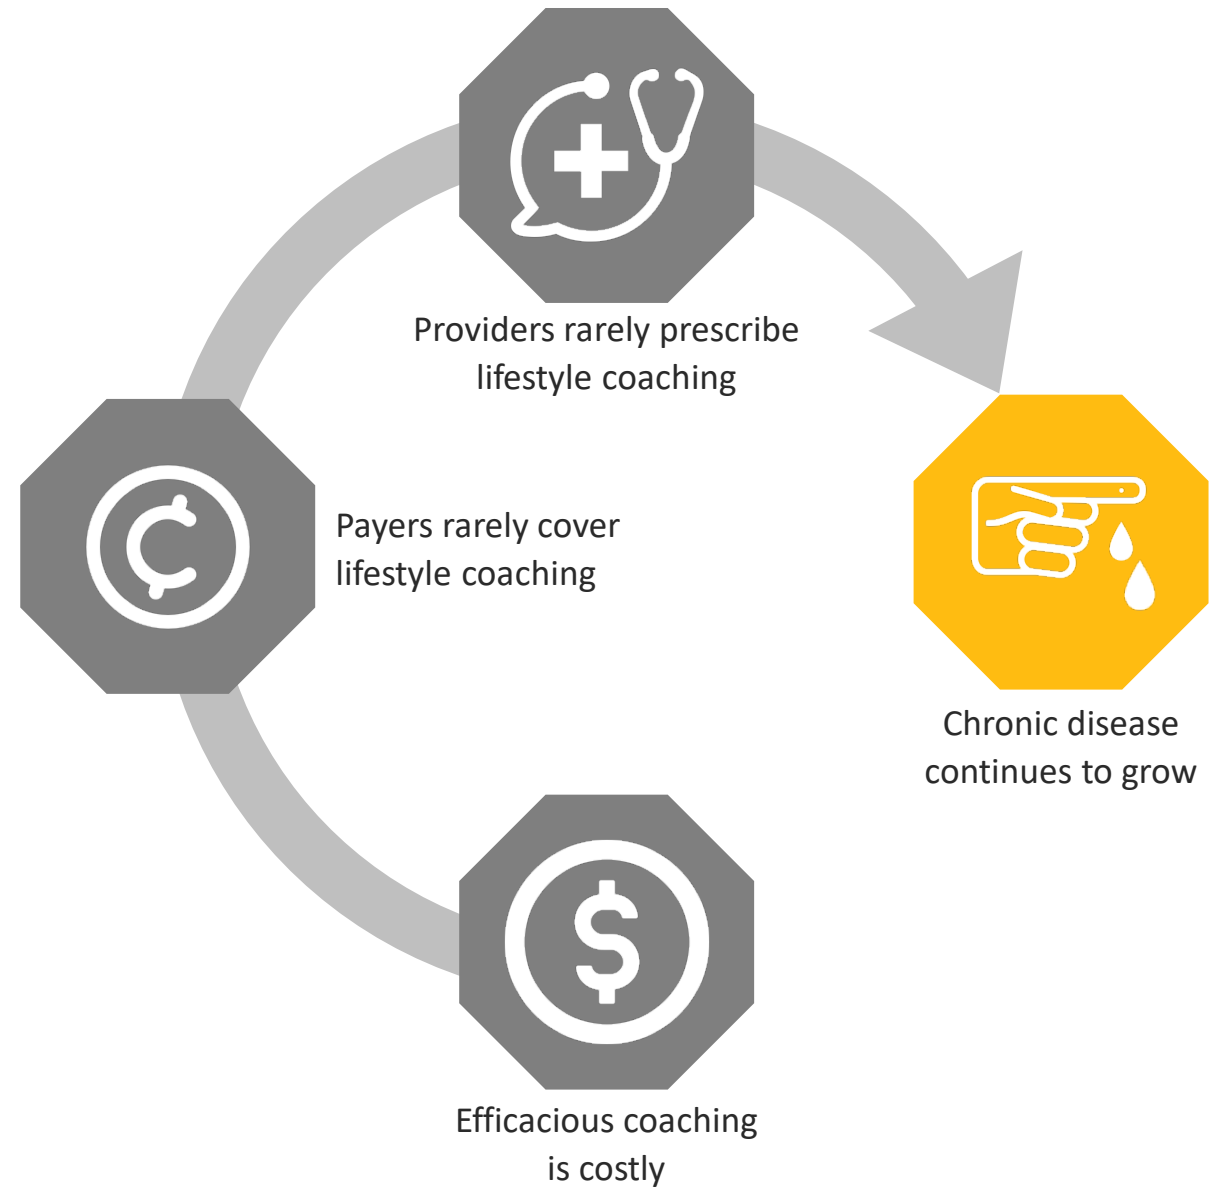 Providers rarely prescribe
lifestyle coaching
Payers rarely cover
lifestyle coaching
¢
Chronic disease
continues to grow
$
Efficacious coaching
is costly